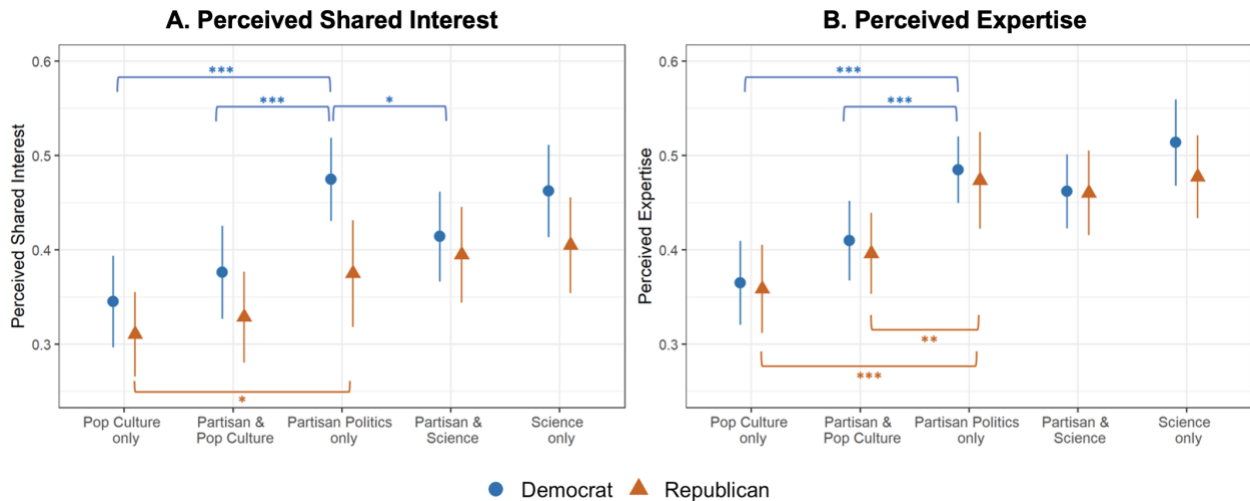 A. Perceived Shared Interest
Perceived Shared Interest
0.6
0.5
0.4
0.3
***
***
*
*
Pop Culture
only
Partisan &
Pop Culture
Partisan Politics
only
Partisan &
Science
Science
only
B. Perceived Expertise
Perceived Expertise
0.6
0.5
0.4
0.3
***
***
**
***
Pop Culture
only
Partisan &
Pop Culture
Partisan Politics
only
Partisan &
Science
Science
only
Democrat
Republican